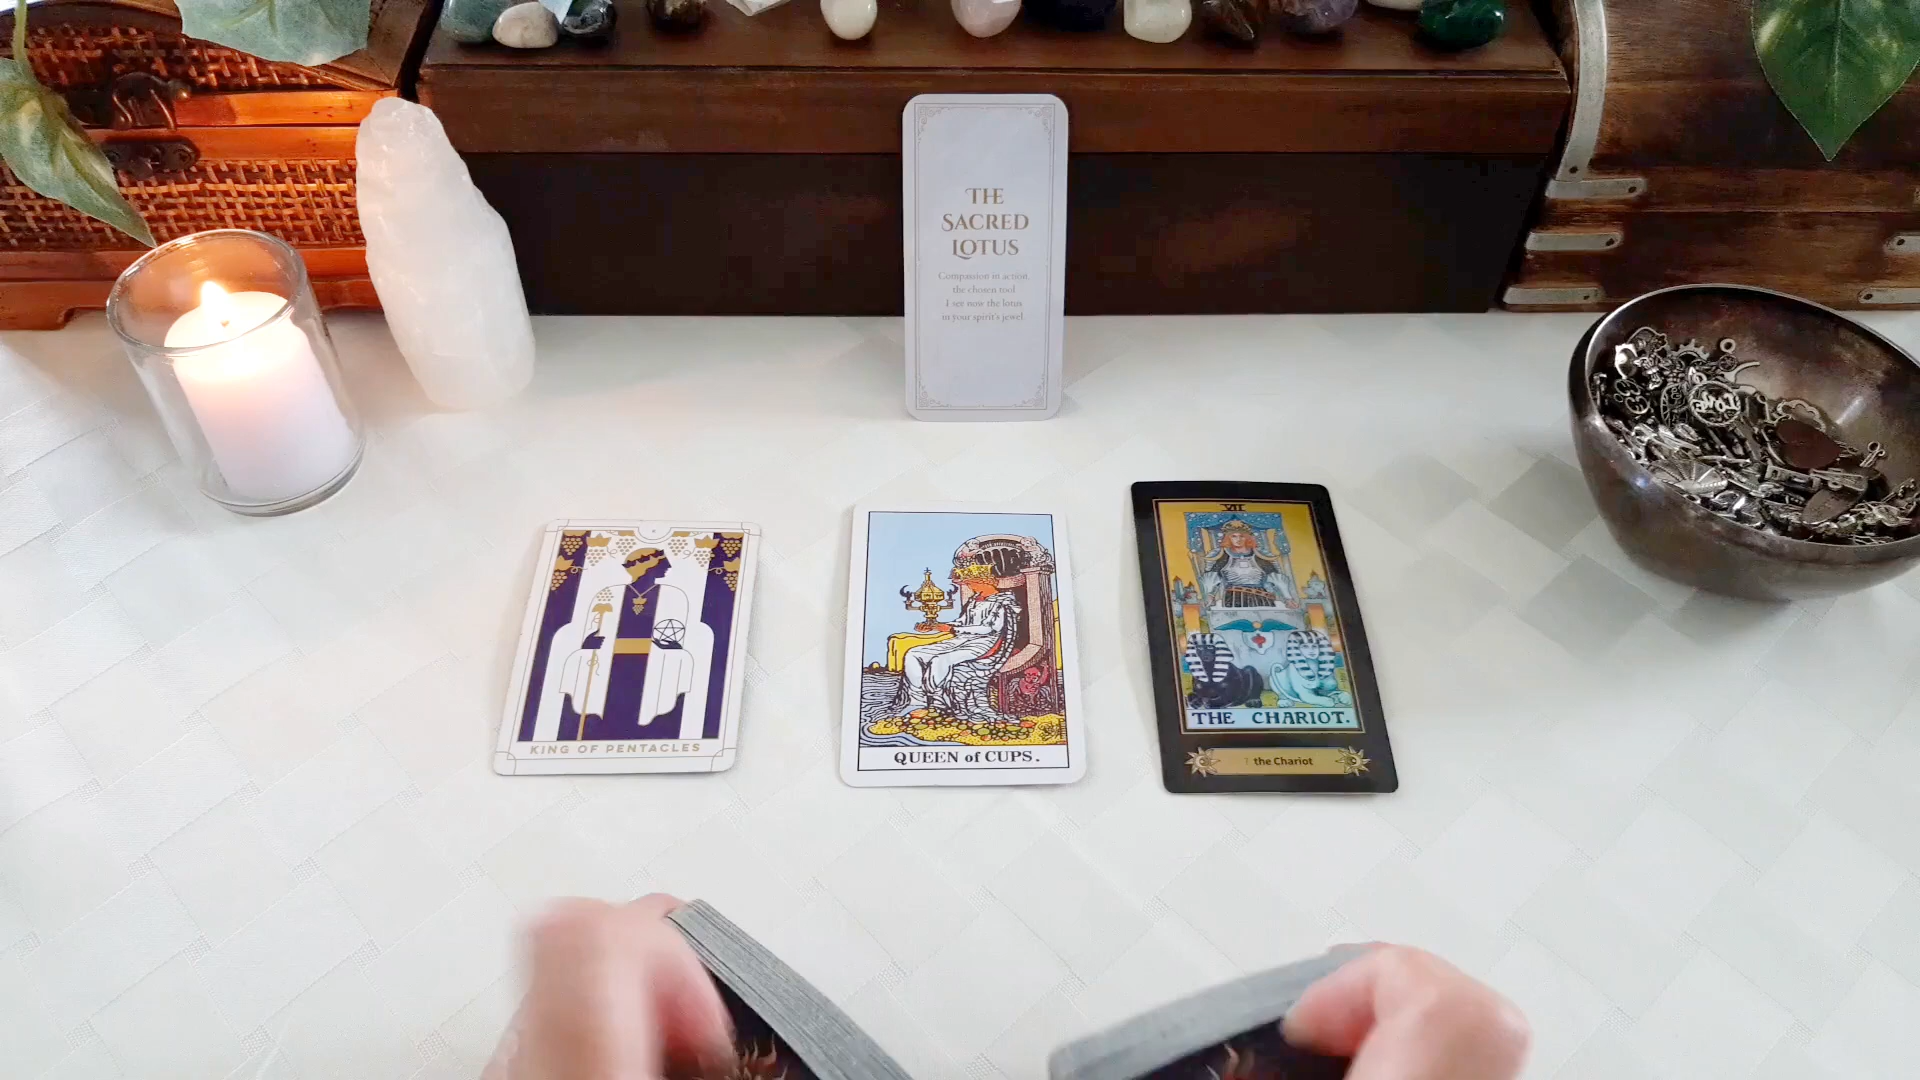 THE
SACRED
LOTUS
Compassion in action,
the chosen tool
I see now the lotus
in your spirit's jewel.
KING OF PENTACLES
QUEEN of CUPS.
VII
THE CHARIOT.
the Chariot
LOVE